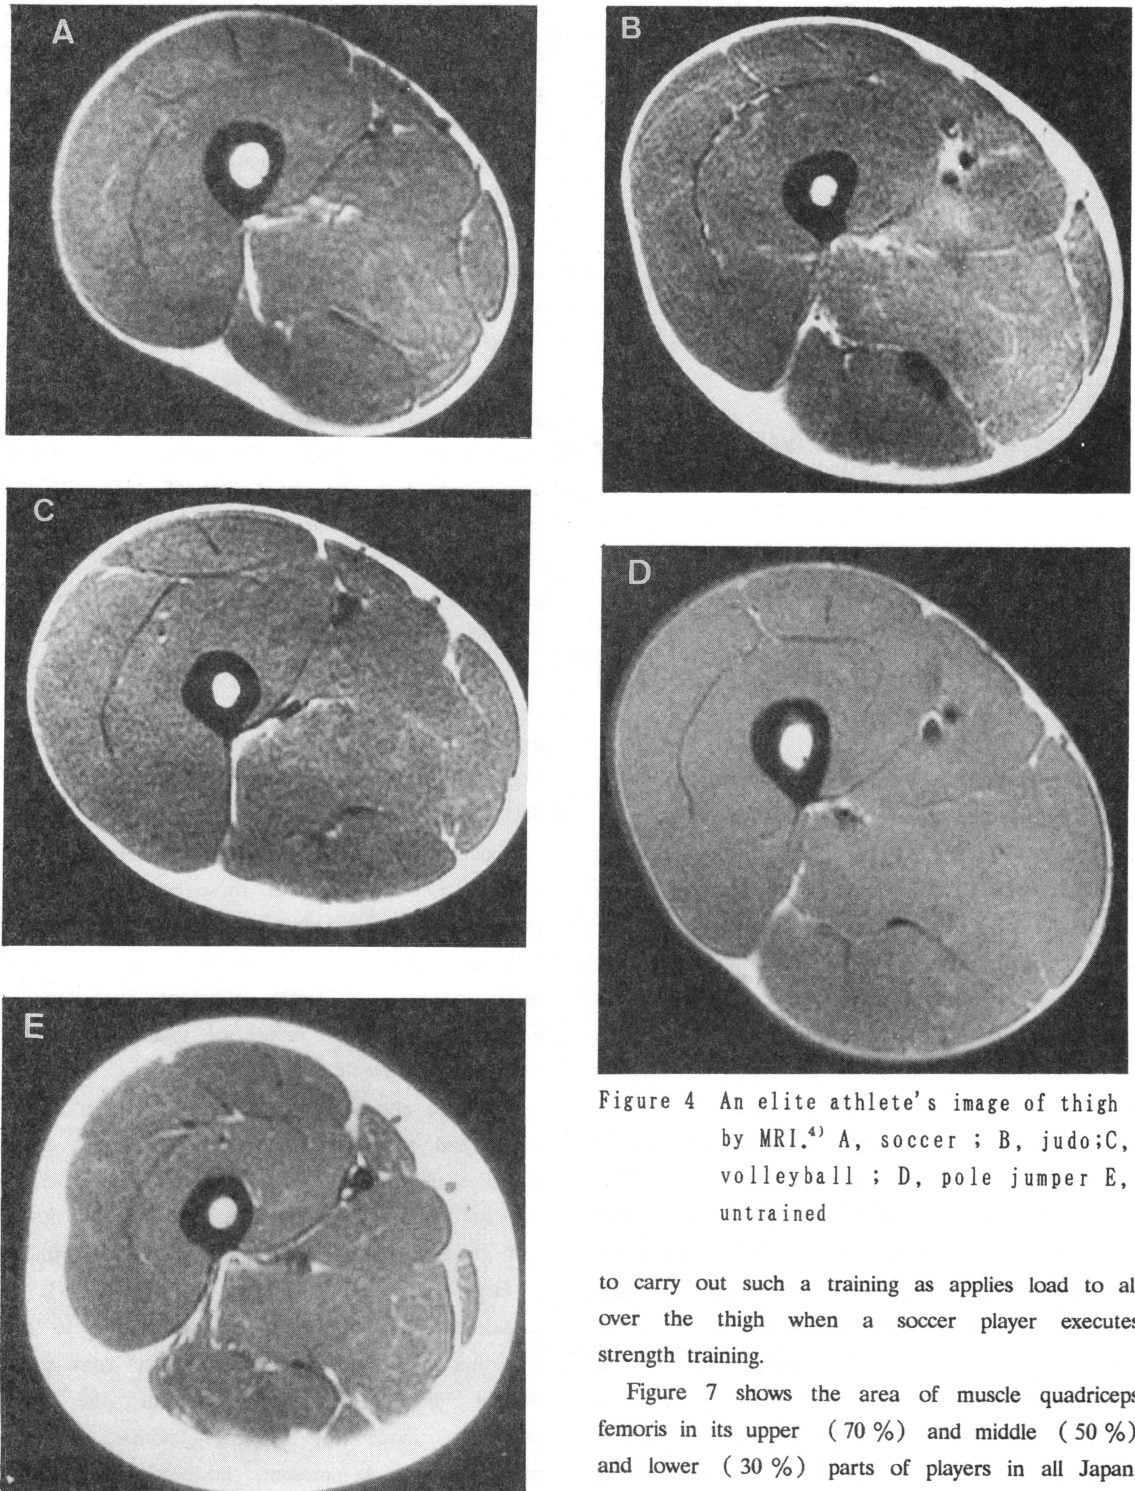 A
B
C
D
E
Figure 4 An elite athlete's image of thigh
by MRI.4) A, soccer ; B, judo;C,
volleyball ; D, pole jumper E,
untrained
to carry out such a training as applies load to al
over the thigh when a soccer player executes
strength training.
Figure 7 shows the area of muscle quadriceps
femoris in its upper (70 %) and middle (50 %)
and lower (30 %) parts of players in all Japan